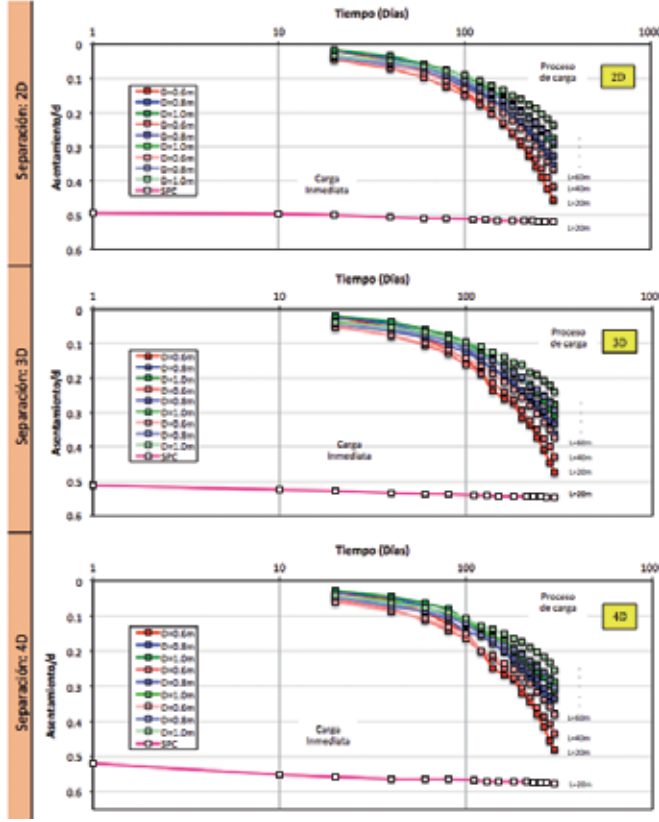 Separación: 2D
Tiempo (Días)
1
10
100
1000
Asentamiento/d
0
0.1
0.2
0.3
0.4
0.5
0.6
D=0.6m
D=0.8m
D=1.0m
D=0.6m
D=0.8m
D=1.0m
D=0.6m
D=0.8m
D=1.0m
SPC
Carga
Inmediata
Proceso
de carga
2D
L=60m
L=40m
L=20m
L=20m
Separación: 3D
Tiempo (Días)
1
10
100
1000
Asentamiento/d
0
0.1
0.2
0.3
0.4
0.5
0.6
D=0.6m
D=0.8m
D=1.0m
D=0.6m
D=0.8m
D=1.0m
D=0.6m
D=0.8m
D=1.0m
SPC
Carga
Inmediata
Proceso
de carga
3D
L=60m
L=40m
L=20m
L=20m
Separación: 4D
Tiempo (Días)
1
10
100
1000
Asentamiento/d
0
0.1
0.2
0.3
0.4
0.5
0.6
D=0.6m
D=0.8m
D=1.0m
D=0.6m
D=0.8m
D=1.0m
D=0.6m
D=0.8m
D=1.0m
SPC
Carga
Inmediata
Proceso
de carga
4D
L=60m
L=40m
L=20m
L=20m